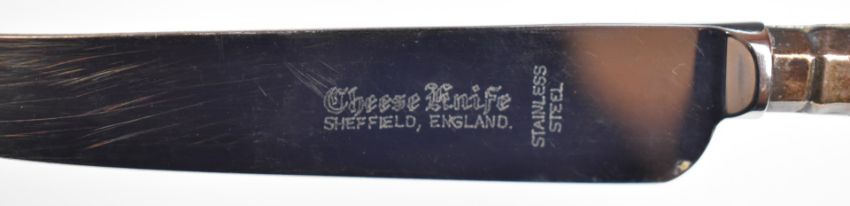 Cheese Knife
SHEFFIELD, ENGLAND.
STAINLESS
STEEL